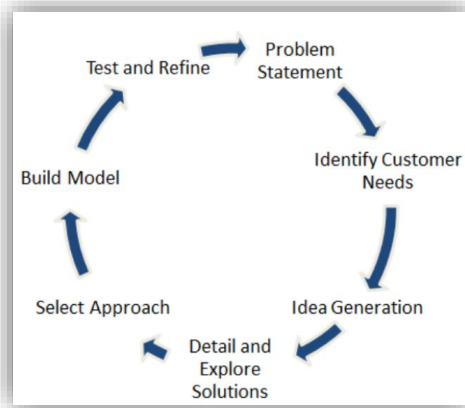 Problem
Statement
Identify Customer
Needs
Idea Generation
Detail and
Explore
Solutions
Select Approach
Build Model
Test and Refine